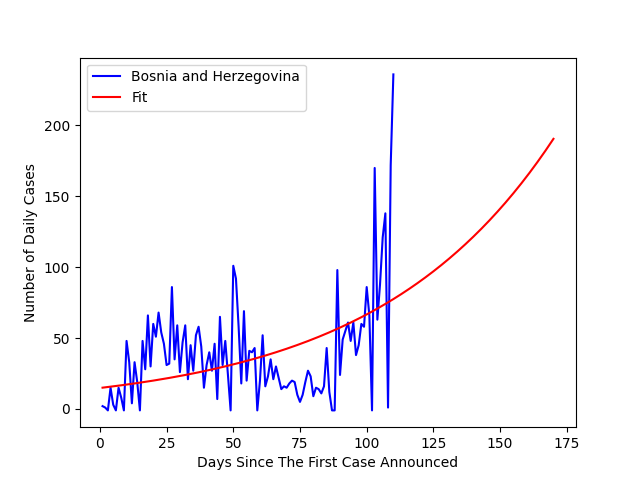 Bosnia and Herzegovina
Fit
200
150
100
50
0
Number of Daily Cases
0 25 50 75 100 125 150 175
Days Since The First Case Announced